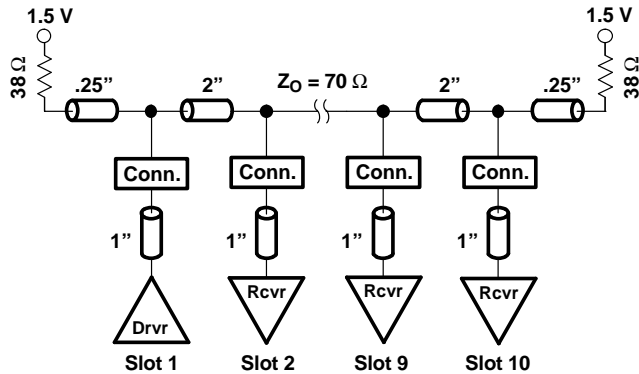 1.5 V
1.5 V
38 Ω
.25”
2”
Z_O = 70 Ω
2”
.25”
38 Ω
Conn.
Conn.
Conn.
Conn.
1”
1”
1”
1”
Drvr
Rcvr
Rcvr
Rcvr
Slot 1
Slot 2
Slot 9
Slot 10